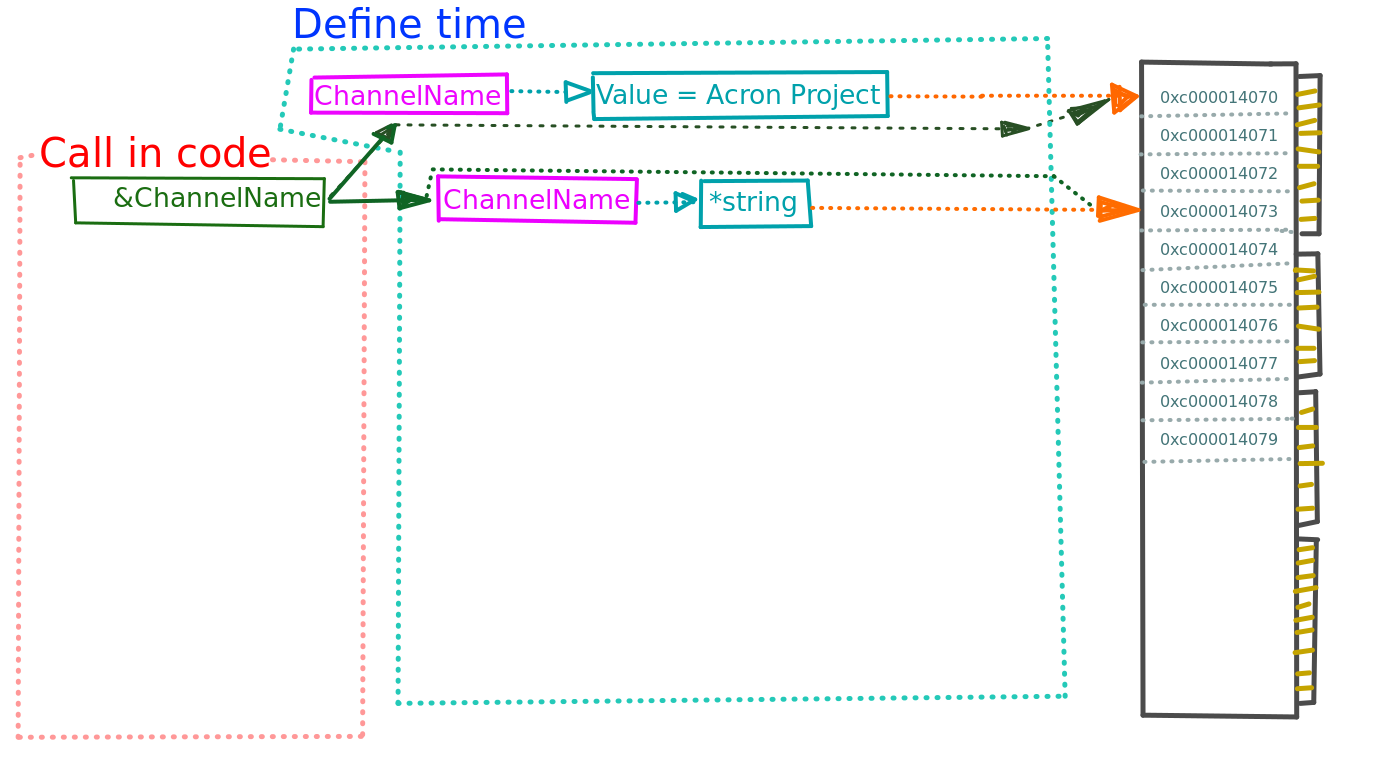 Define time
ChannelName
Value = Acron Project
Call in code
&ChannelName
ChannelName
*string
0xc000014070
0xc000014071
0xc000014072
0xc000014073
0xc000014074
0xc000014075
0xc000014076
0xc000014077
0xc000014078
0xc000014079